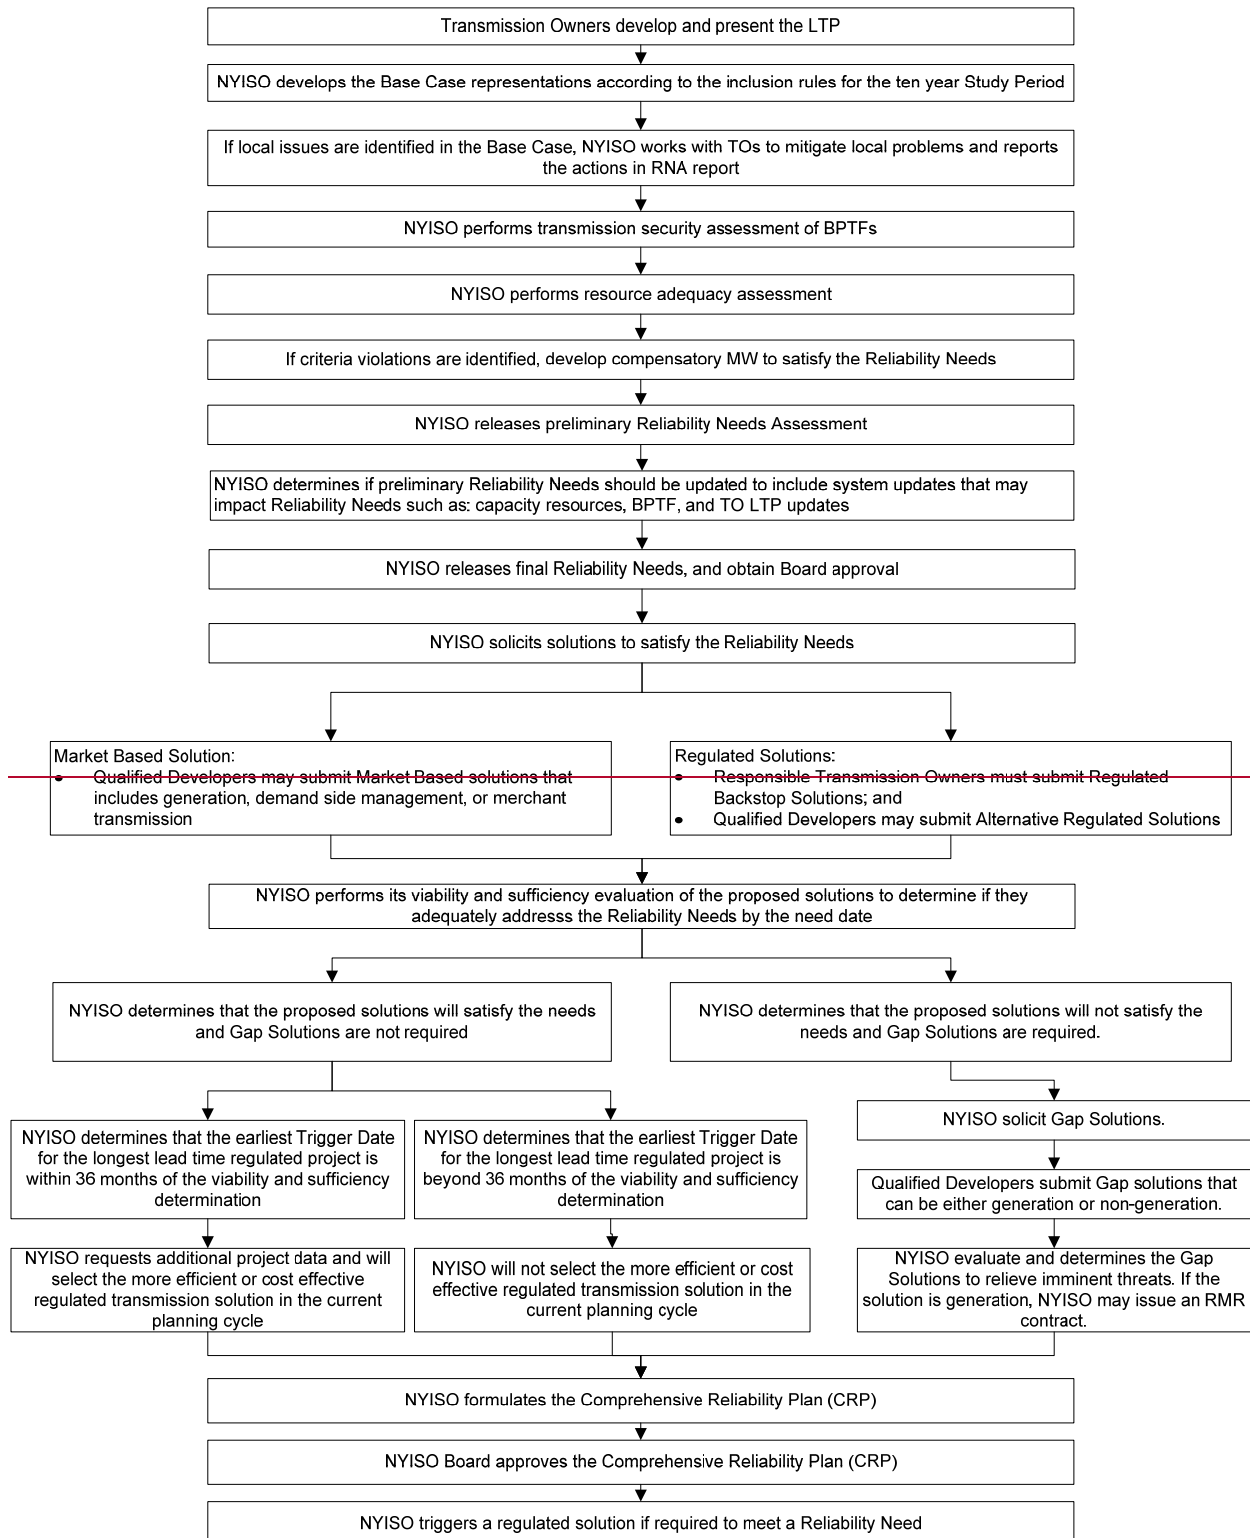 Transmission Owners develop and present the LTP
NYISO develops the Base Case representations according to the inclusion rules for the ten year Study Period
If local issues are identified in the Base Case, NYISO works with TOs to mitigate local problems and reports
the actions in RNA report
NYISO performs transmission security assessment of BPTFs
NYISO performs resource adequacy assessment
If criteria violations are identified, develop compensatory MW to satisfy the Reliability Needs
NYISO releases preliminary Reliability Needs Assessment
NYISO determines if preliminary Reliability Needs should be updated to include system updates that may
impact Reliability Needs such as: capacity resources, BPTF, and TO LTP updates
NYISO releases final Reliability Needs, and obtain Board approval
NYISO solicits solutions to satisfy the Reliability Needs
Market Based Solution:
• Qualified Developers may submit Market Based solutions that
includes generation, demand side management, or merchant
transmission
Regulated Solutions:
• Responsible Transmission Owners must submit Regulated
Backstop Solutions; and
• Qualified Developers may submit Alternative Regulated Solutions
NYISO performs its viability and sufficiency evaluation of the proposed solutions to determine if they
adequately addresss the Reliability Needs by the need date
NYISO determines that the proposed solutions will satisfy the needs
and Gap Solutions are not required
NYISO determines that the proposed solutions will not satisfy the
needs and Gap Solutions are required.
NYISO determines that the earliest Trigger Date
for the longest lead time regulated project is
within 36 months of the viability and sufficiency
determination
NYISO determines that the earliest Trigger Date
for the longest lead time regulated project is
beyond 36 months of the viability and sufficiency
determination
NYISO solicit Gap Solutions.
Qualified Developers submit Gap solutions that
can be either generation or non-generation.
NYISO requests additional project data and will
select the more efficient or cost effective
regulated transmission solution in the current
planning cycle
NYISO will not select the more efficient or cost
effective regulated transmission solution in the
current planning cycle
NYISO evaluate and determines the Gap
Solutions to relieve imminent threats. If the
solution is generation, NYISO may issue an RMR
contract.
NYISO formulates the Comprehensive Reliability Plan (CRP)
NYISO Board approves the Comprehensive Reliability Plan (CRP)
NYISO triggers a regulated solution if required to meet a Reliability Need